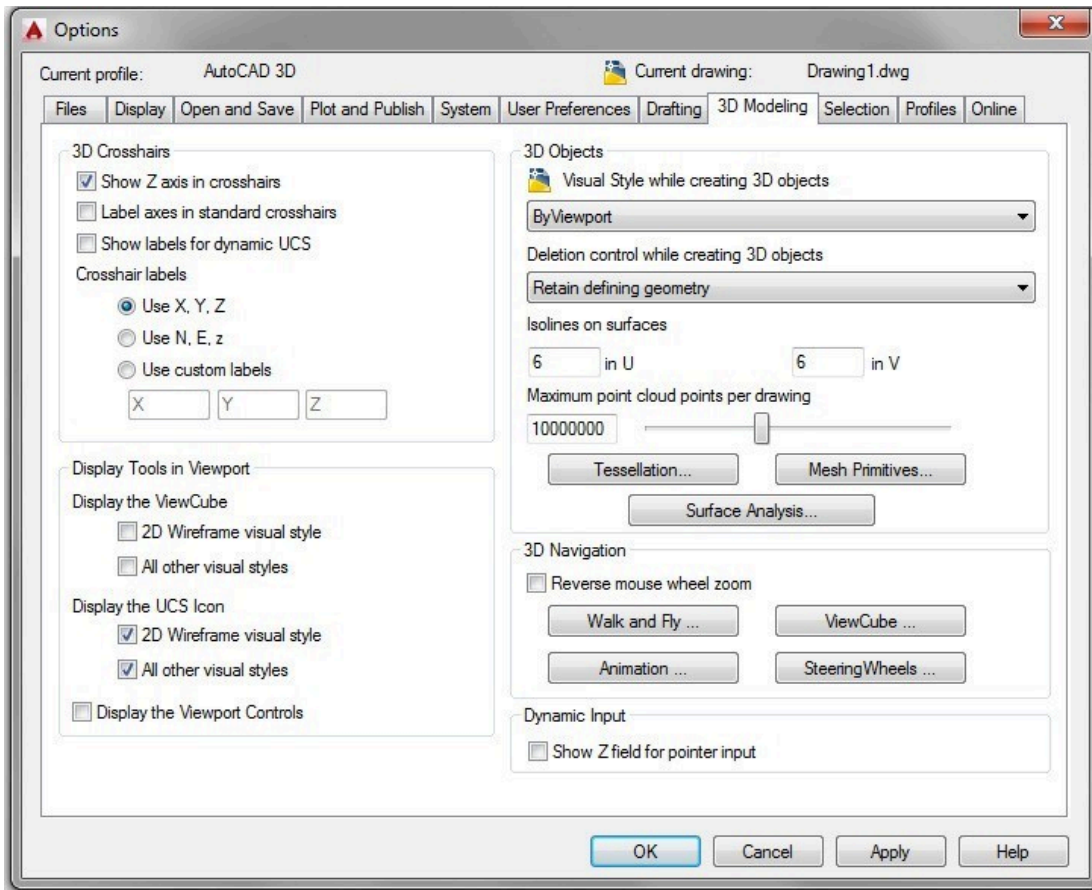 Options
Current profile: AutoCAD 3D Current drawing: Drawing1.dwg
Files Display Open and Save Plot and Publish System User Preferences Drafting 3D Modeling Selection Profiles Online
3D Crosshairs
Show Z axis in crosshairs
Label axes in standard crosshairs
Show labels for dynamic UCS
Crosshair labels
Use X, Y, Z
Use N, E, z
Use custom labels
X Y Z
Display Tools in Viewport
Display the ViewCube
2D Wireframe visual style
All other visual styles
Display the UCS Icon
2D Wireframe visual style
All other visual styles
Display the Viewport Controls
3D Objects
Visual Style while creating 3D objects
ByViewport
Deletion control while creating 3D objects
Retain defining geometry
Isolines on surfaces
6 in U 6 in V
Maximum point cloud points per drawing
10000000
Tessellation... Mesh Primitives...
Surface Analysis...
3D Navigation
Reverse mouse wheel zoom
Walk and Fly ... ViewCube ...
Animation ... SteeringWheels ...
Dynamic Input
Show Z field for pointer input
OK Cancel Apply Help